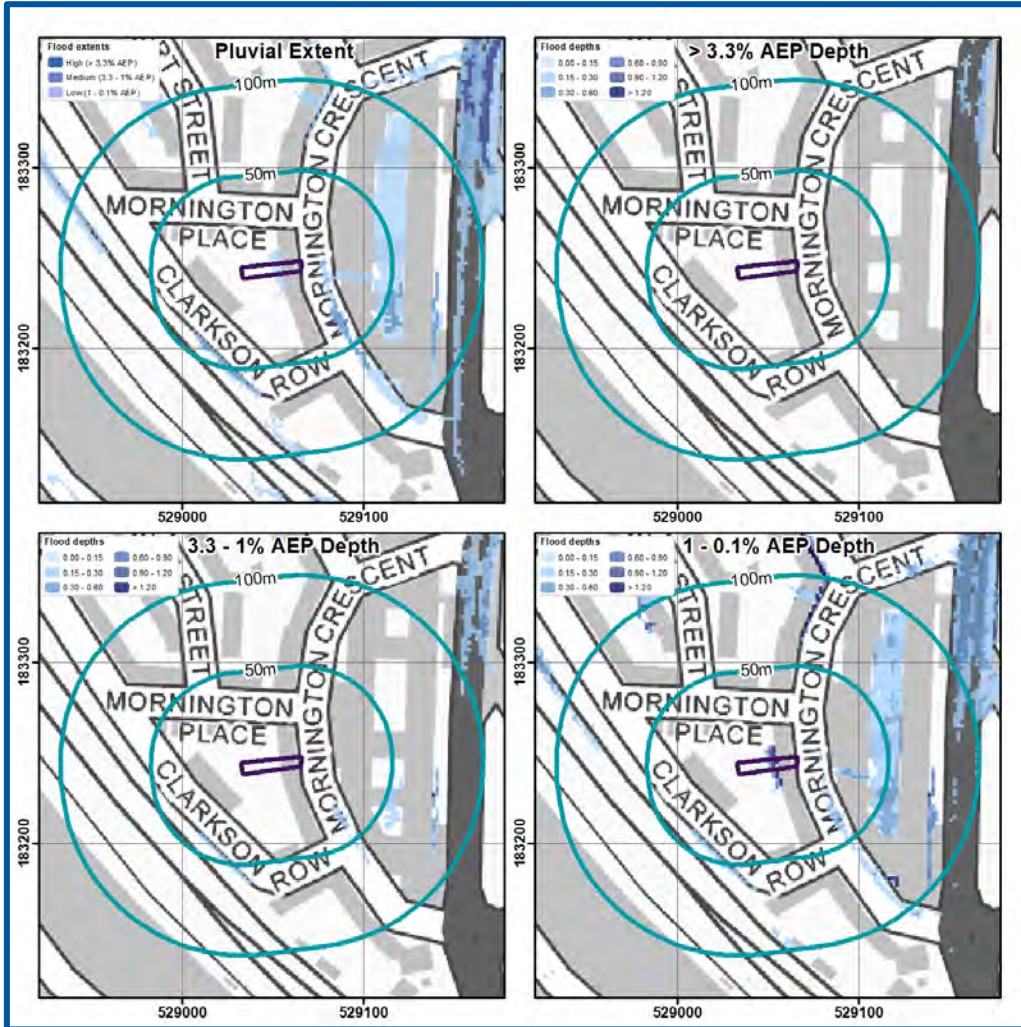 Pluvial Extent
Flood extents
High (> 3.3% AEP)
Medium (3.3 - 1% AEP)
Low (1 - 0.1% AEP)
100m
50m
STREET
MORNINGTON
PLACE
MORNINGTON CRESCENT
CLARKSON
ROW
183300
183200
529000
529100
> 3.3% AEP Depth
Flood depths
0.00 - 0.15
0.15 - 0.30
0.30 - 0.60
0.60 - 0.90
0.90 - 1.20
> 1.20
100m
50m
STREET
MORNINGTON
PLACE
MORNINGTON CRESCENT
CLARKSON
ROW
183300
183200
529000
529100
3.3 - 1% AEP Depth
Flood depths
0.00 - 0.15
0.15 - 0.30
0.30 - 0.60
0.60 - 0.90
0.90 - 1.20
> 1.20
100m
50m
STREET
MORNINGTON
PLACE
MORNINGTON CRESCENT
CLARKSON
ROW
183300
183200
529000
529100
1 - 0.1% AEP Depth
Flood depths
0.00 - 0.15
0.15 - 0.30
0.30 - 0.60
0.60 - 0.90
0.90 - 1.20
> 1.20
100m
50m
STREET
MORNINGTON
PLACE
MORNINGTON CRESCENT
CLARKSON
ROW
183300
183200
529000
529100